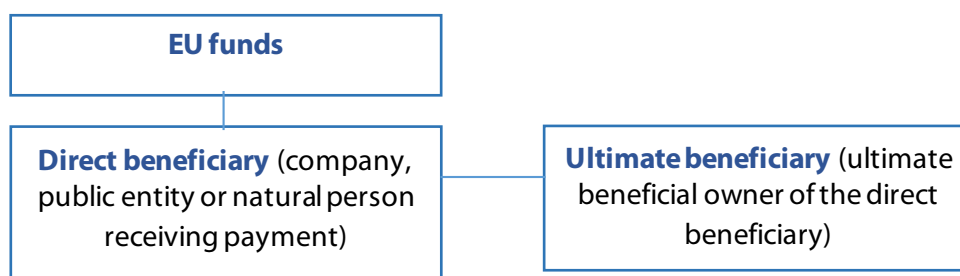 EU funds
Direct beneficiary (company,
public entity or natural person
receiving payment)
Ultimate beneficiary (ultimate
beneficial owner of the direct
beneficiary)